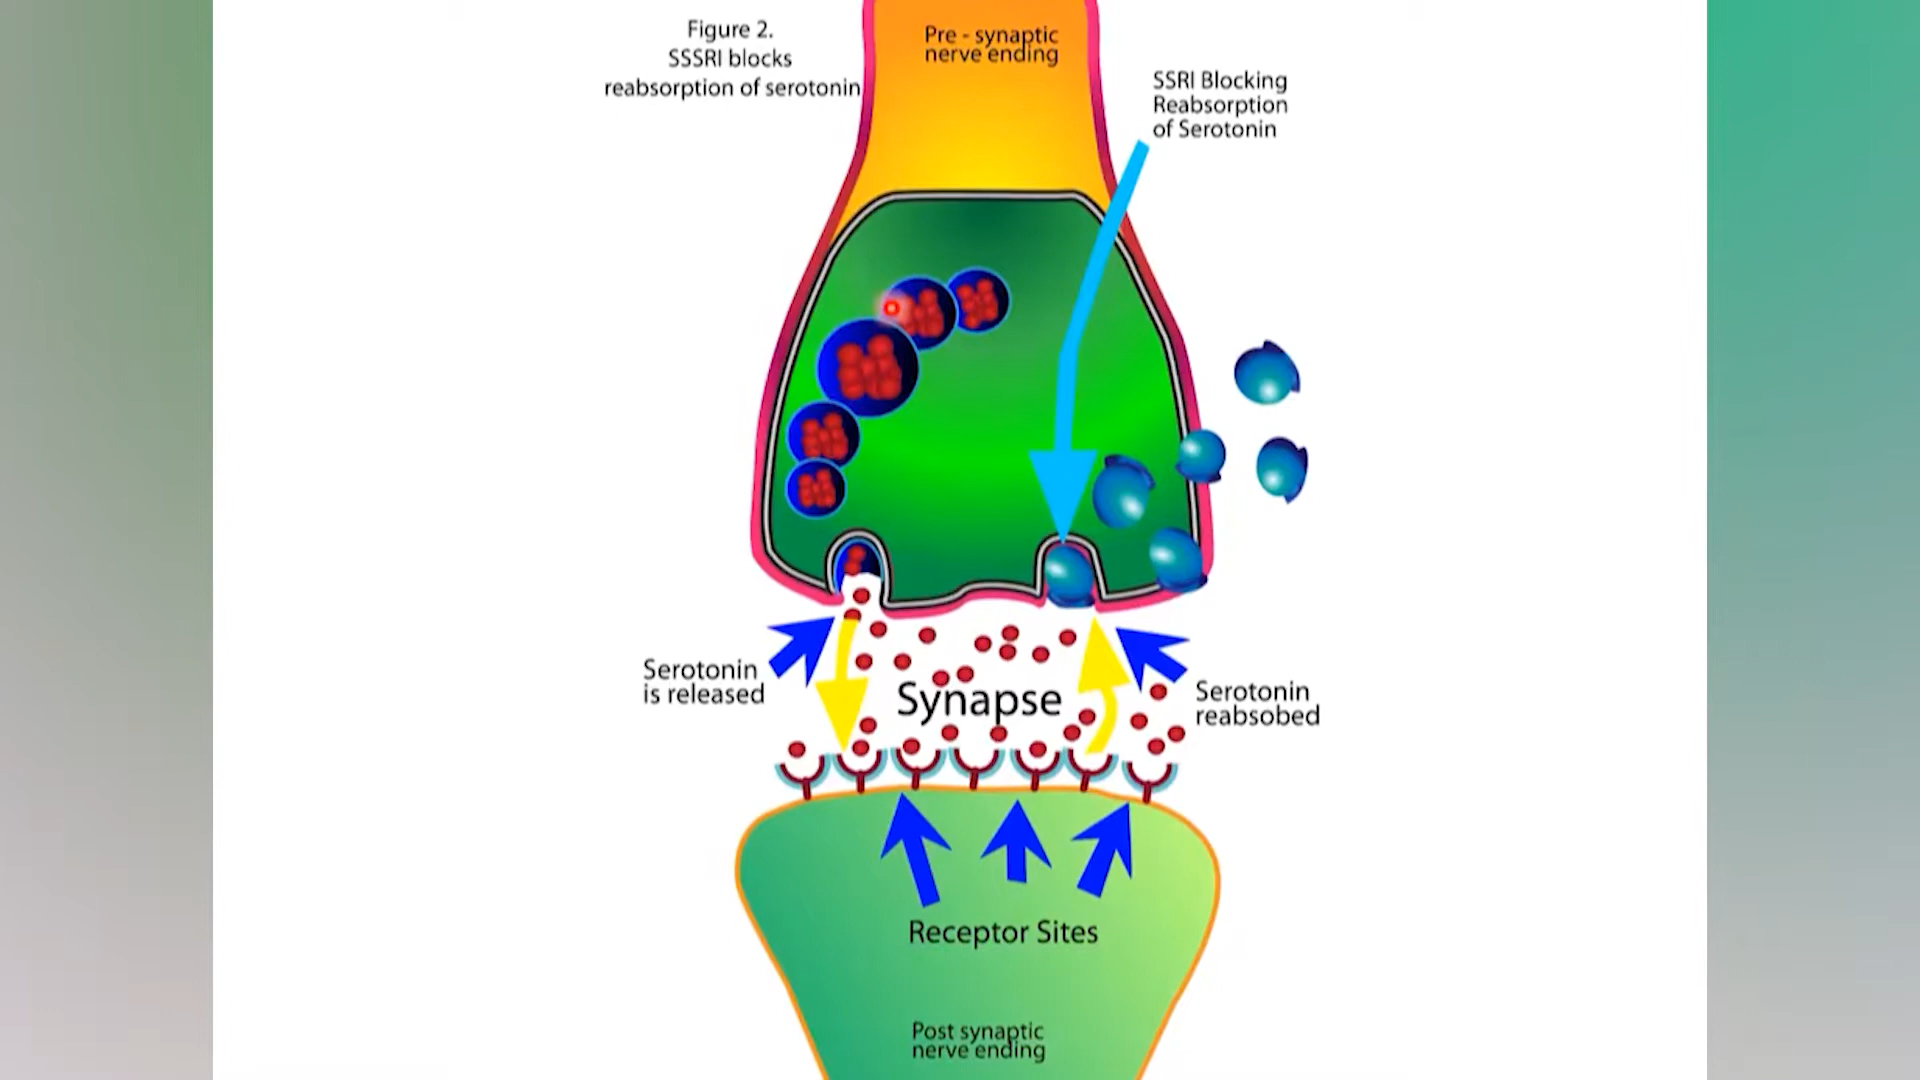 Figure 2.
SSSRI blocks
reabsorption of serotonin
Pre - synaptic
nerve ending
SSRI Blocking
Reabsorption
of Serotonin
Serotonin
is released
Synapse
Serotonin
reabsobed
Receptor Sites
Post synaptic
nerve ending